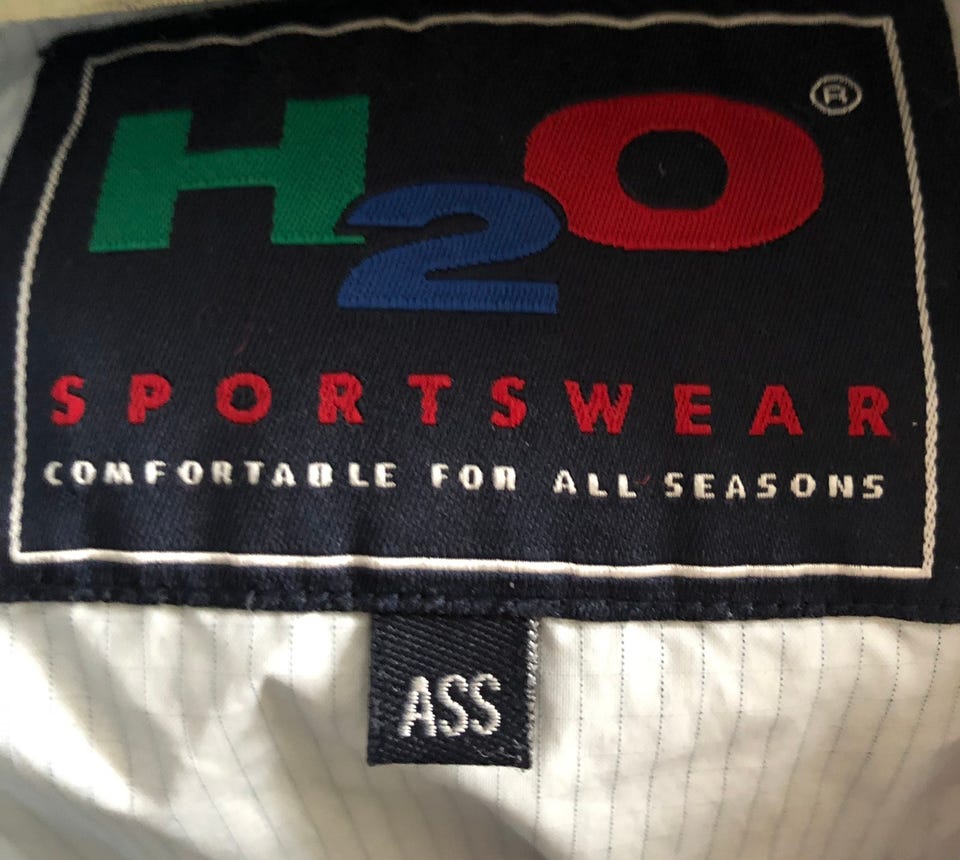 H2O®
SPORTSWEAR
COMFORTABLE FOR ALL SEASONS
ASS